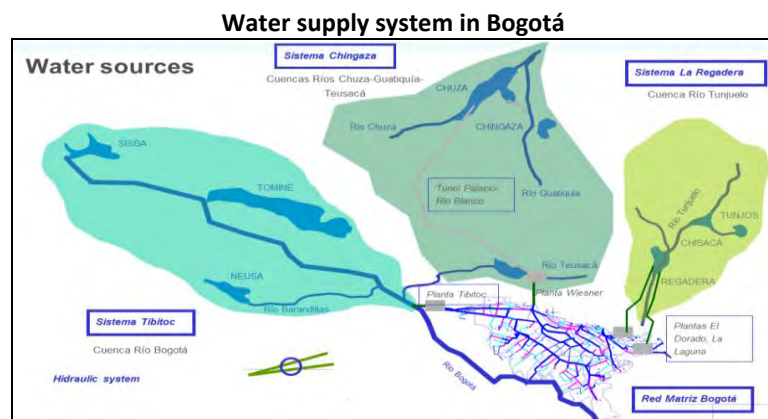 Water supply system in Bogotá
Water sources
Sistema Chingaza
Cuencas Ríos Chuza-Guatiquía-
Teusacá
Sistema La Regadera
Cuenca Río Tunjuelo
SISGA
TOMINE
NEUSA
Río Barandillas
CHUZA
Río Chuza
CHINGAZA
Río Guatiquía
Tunel Palacio-
Río Blanco
Río Teusacá
Planta Wiesner
Río Tunjuelo
TUNJOS
CHISACÁ
REGADERA
Planta Tibitoc
Sistema Tibitoc
Cuenca Río Bogotá
Hidraulic system
Río Bogotá
Plantas El
Dorado, La
Laguna
Red Matriz Bogotá